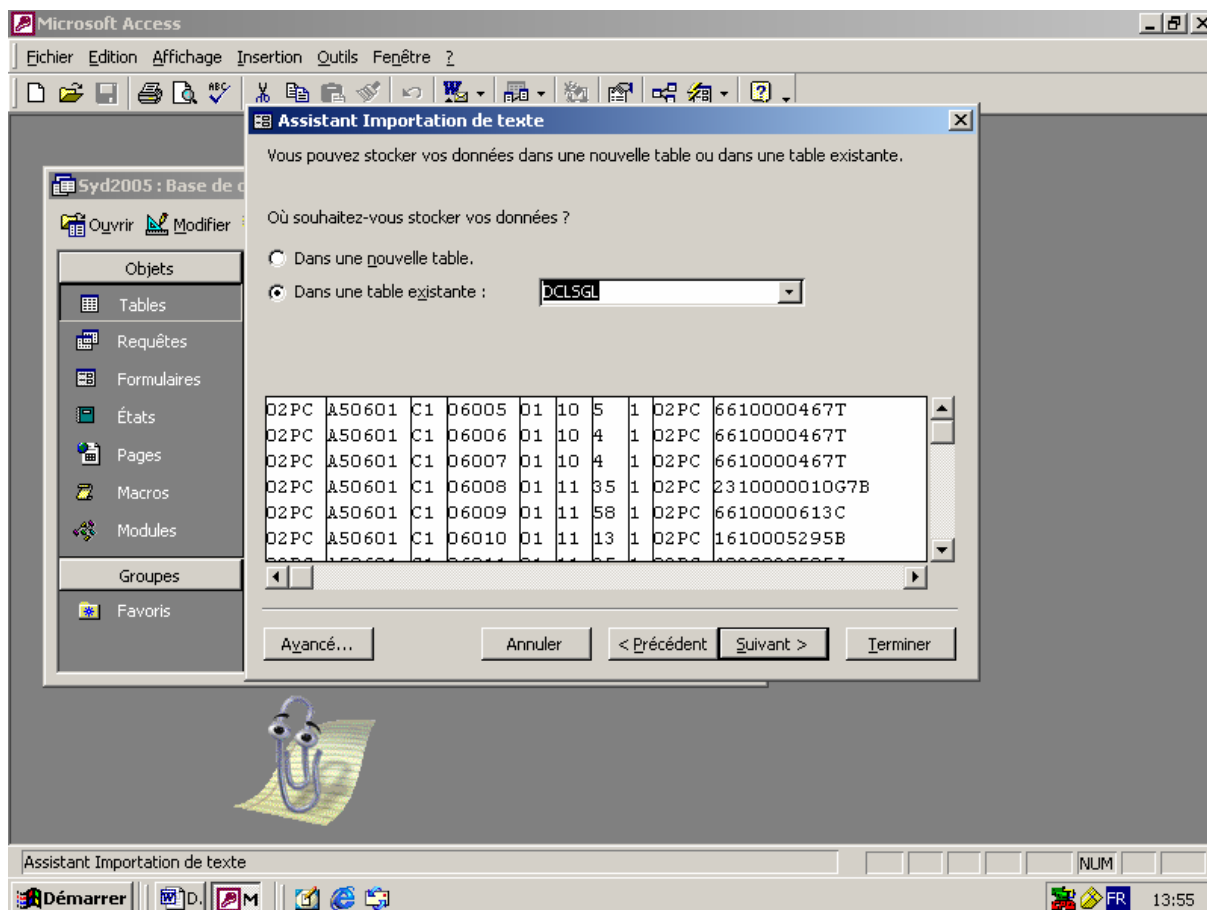 Microsoft Access
Fichier Edition Affichage Insertion Outils Fenêtre ?
Assistant Importation de texte
Vous pouvez stocker vos données dans une nouvelle table ou dans une table existante.
Syd2005 : Base de
Ouvrir Modifier
Où souhaitez-vous stocker vos données ?
Dans une nouvelle table.
Dans une table existante : DCLSGL
Objets
Tables
Requêtes
Formulaires
États
Pages
Macros
Modules
Groupes
Favoris
02PC A50601 C1 06005 01 10 5 1 02PC 6610000467T
02PC A50601 C1 06006 01 10 4 1 02PC 6610000467T
02PC A50601 C1 06007 01 10 4 1 02PC 6610000467T
02PC A50601 C1 06008 01 11 35 1 02PC 2310000010G7B
02PC A50601 C1 06009 01 11 58 1 02PC 6610000613C
02PC A50601 C1 06010 01 11 13 1 02PC 1610005295B
Avancé... Annuler < Précédent Suivant > Terminer
Assistant Importation de texte NUM
Démarrer D. M FR 13:55